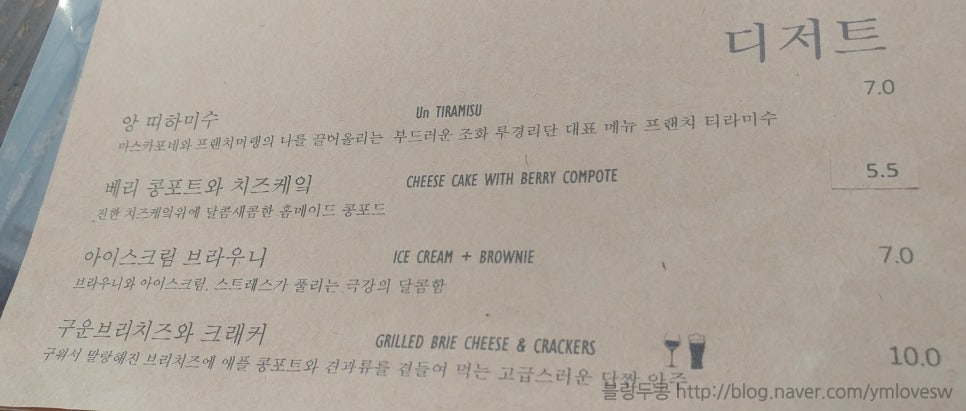 디저트
7.0
앙 띠하미수 Un TIRAMISU
마스카포네와 프랜치머랭의 나를 끌어올리는 부드러운 조화 루경리단 대표 메뉴 프랜치 티라미수
베리 콩포트와 치즈케잌 CHEESE CAKE WITH BERRY COMPOTE 5.5
진한 치즈케잌위에 달콤새콤한 홈메이드 콩포드
아이스크림 브라우니 ICE CREAM + BROWNIE 7.0
브라우니와 아이스크림. 스트레스가 풀리는 극강의 달콤함
구운브리치즈와 크래커 GRILLED BRIE CHEESE & CRACKERS 10.0
구워서 말랑해진 브리치즈에 애플 콩포트와 견과류를 곁들여 먹는 고급스러운 단짠 안주
블랑두콩 http://blog.naver.com/ymlovesw